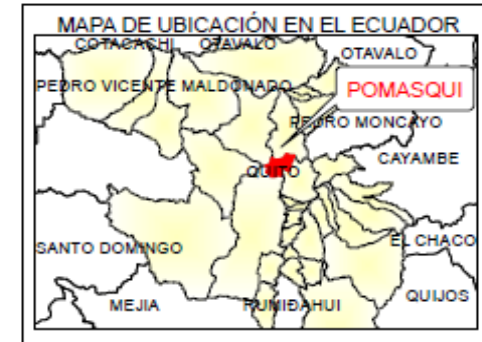 MAPA DE UBICACIÓN EN EL ECUADOR
COTACACHI
OTAVALO
OTAVALO
PEDRO VICENTE MALDONADO
POMASQUI
PEDRO MONCAYO
CAYAMBE
QUITO
SANTO DOMINGO
EL CHACO
MEJIA
RUMIÐAHUI
QUIJOS